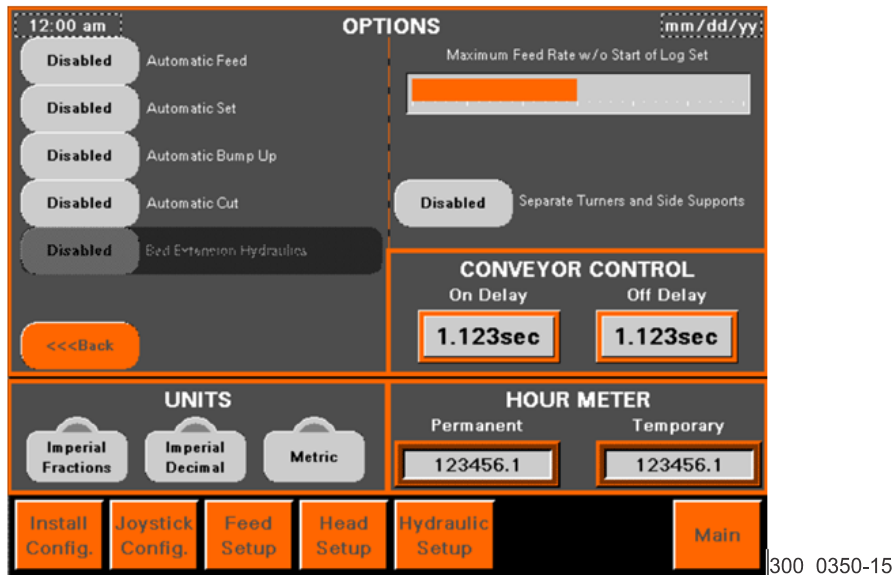 12:00 am
OPTIONS
mm/dd/yy
Disabled
Automatic Feed
Disabled
Automatic Set
Disabled
Automatic Bump Up
Disabled
Automatic Cut
Disabled
Bed Extension Hydraulics
<<<Back
Maximum Feed Rate w/o Start of Log Set
Disabled
Separate Turners and Side Supports
CONVEYOR CONTROL
On Delay
Off Delay
1.123sec
1.123sec
UNITS
Imperial
Fractions
Imperial
Decimal
Metric
HOUR METER
Permanent
Temporary
123456.1
123456.1
Install
Config.
Joystick
Config.
Feed
Setup
Head
Setup
Hydraulic
Setup
Main
300_0350-15